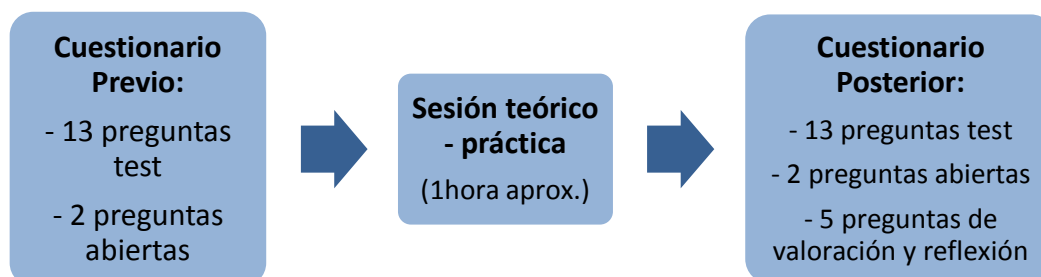 Cuestionario
Previo:
- 13 preguntas
test
- 2 preguntas
abiertas
Sesión teórico
- práctica
(1hora aprox.)
Cuestionario
Posterior:
- 13 preguntas test
- 2 preguntas abiertas
- 5 preguntas de
valoración y reflexión